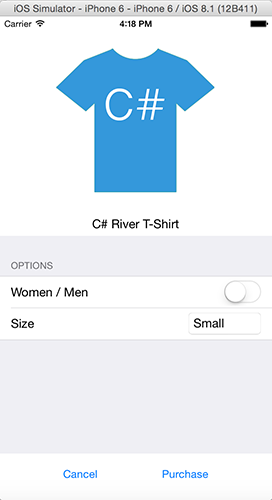 iOS Simulator - iPhone 6 - iPhone 6 / iOS 8.1 (12B411)
Carrier 4:18 PM
C#
C# River T-Shirt
OPTIONS
Women / Men
Size Small
Cancel Purchase